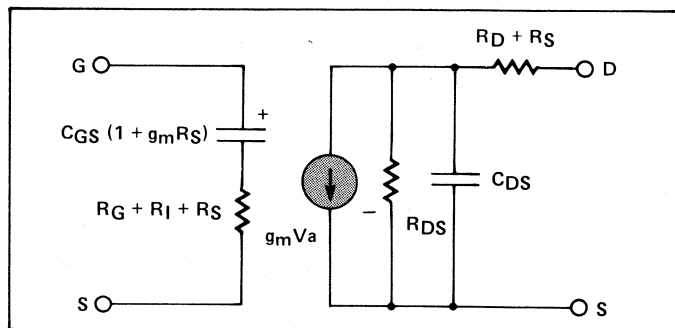 RD + RS
G
D
+
CGS (1 + gmRS)
CDS
RG + RI + RS
–
RDS
gmVa
S
S